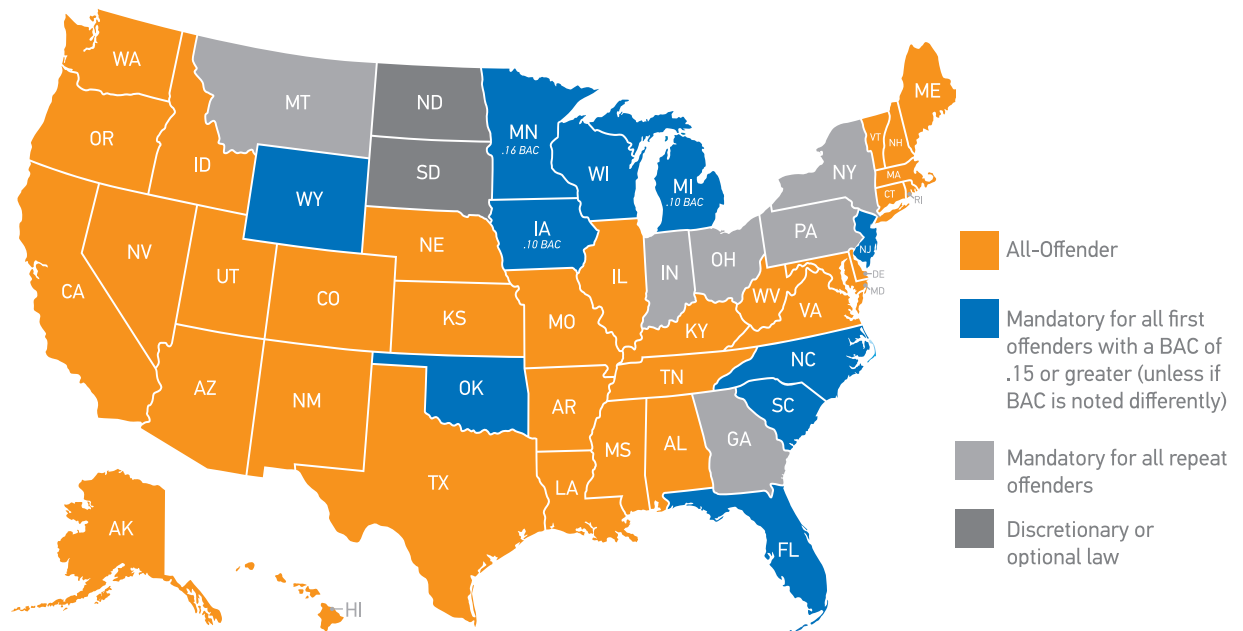 WA
MT
ND
MN
.16 BAC
ME
OR
ID
SD
WI
MI
.10 BAC
VT
NH
NY
MA
CT
RI
WY
IA
.10 BAC
NE
PA
NJ
NV
UT
CO
IL
IN
OH
DE
MD
CA
KS
MO
WV
VA
KY
AZ
NM
OK
AR
TN
NC
SC
TX
LA
MS
AL
GA
FL
AK
HI
All-Offender
Mandatory for all first
offenders with a BAC of
.15 or greater (unless if
BAC is noted differently)
Mandatory for all repeat
offenders
Discretionary or
optional law